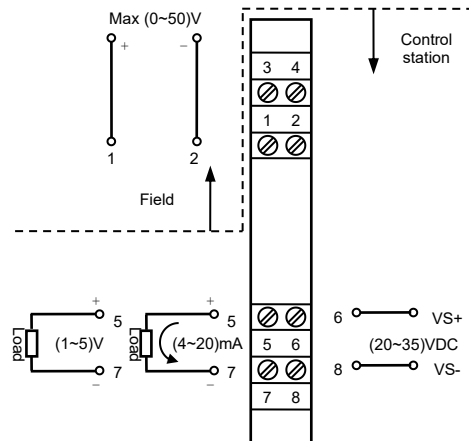 Max (0~50)V
+ −
1 2
Control
station
Field
3 4
1 2
5 6
7 8
+
5
Load
(1~5)V
7
−
+
5
Load
(4~20)mA
7
−
6 VS+
(20~35)VDC
8 VS-